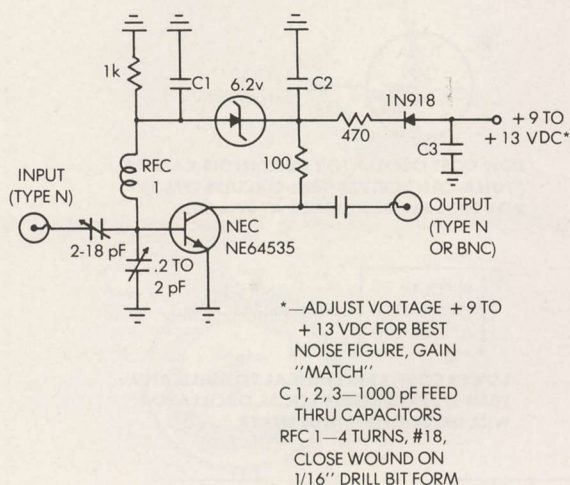 1k
C1
6.2v
C2
1N918
+ 9 TO
+ 13 VDC*
470
C3
100
INPUT
(TYPE N)
RFC
1
OUTPUT
(TYPE N
OR BNC)
NEC
NE64535
2-18 pF
.2 TO
2 pF
*—ADJUST VOLTAGE + 9 TO
+ 13 VDC FOR BEST
NOISE FIGURE, GAIN
"MATCH"
C 1, 2, 3—1000 pF FEED
THRU CAPACITORS
RFC 1—4 TURNS, #18,
CLOSE WOUND ON
1/16" DRILL BIT FORM